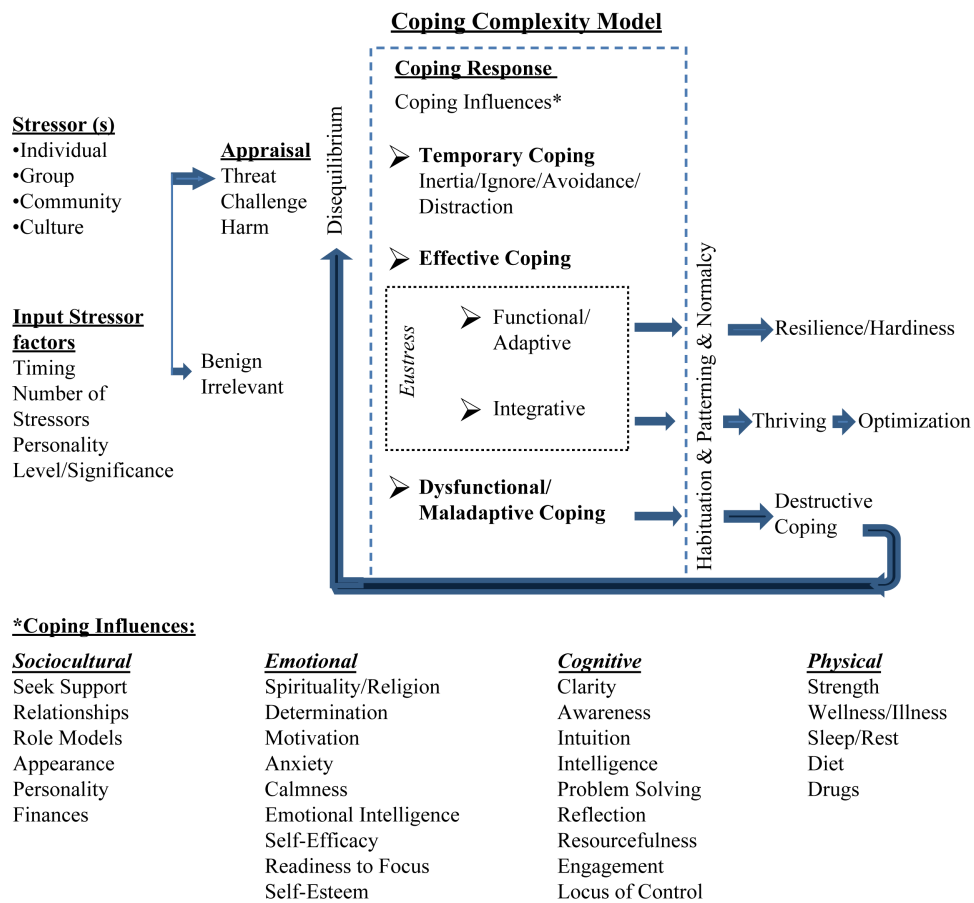 Coping Complexity Model
Stressor (s)
•Individual
•Group
•Community
•Culture
Input Stressor
factors
Timing
Number of
Stressors
Personality
Level/Significance
Appraisal
Threat
Challenge
Harm
Benign
Irrelevant
Disequilibrium
Coping Response
Coping Influences*
Temporary Coping
Inertia/Ignore/Avoidance/
Distraction
Effective Coping
Eustress
Functional/
Adaptive
Integrative
Dysfunctional/
Maladaptive Coping
Habituation & Patterning & Normalcy
Resilience/Hardiness
Thriving
Optimization
Destructive
Coping
*Coping Influences:
Sociocultural
Seek Support
Relationships
Role Models
Appearance
Personality
Finances
Emotional
Spirituality/Religion
Determination
Motivation
Anxiety
Calmness
Emotional Intelligence
Self-Efficacy
Readiness to Focus
Self-Esteem
Cognitive
Clarity
Awareness
Intuition
Intelligence
Problem Solving
Reflection
Resourcefulness
Engagement
Locus of Control
Physical
Strength
Wellness/Illness
Sleep/Rest
Diet
Drugs